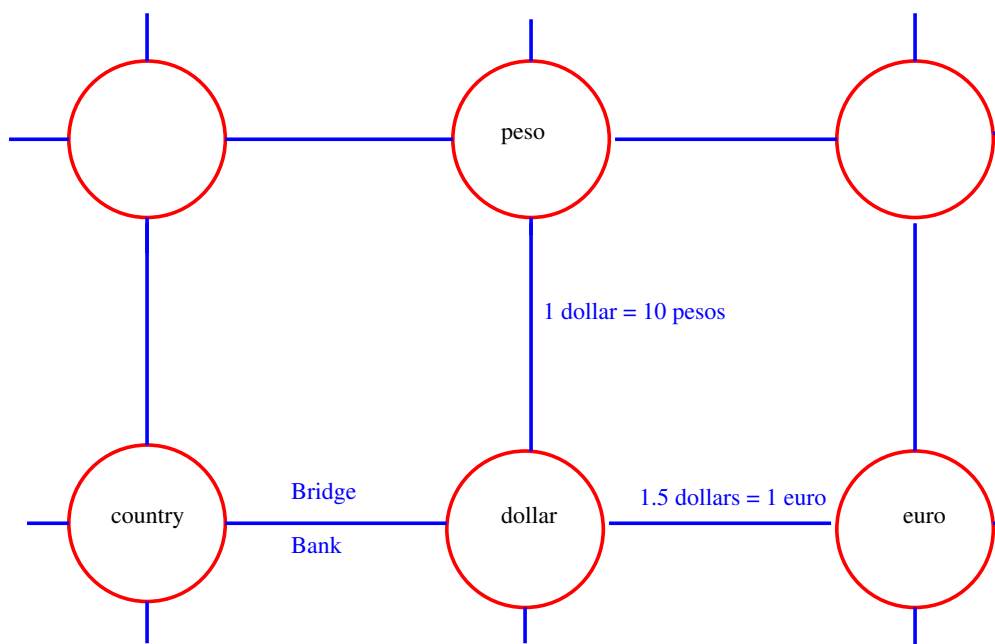 peso
1 dollar = 10 pesos
Bridge
country
dollar
1.5 dollars = 1 euro
euro
Bank